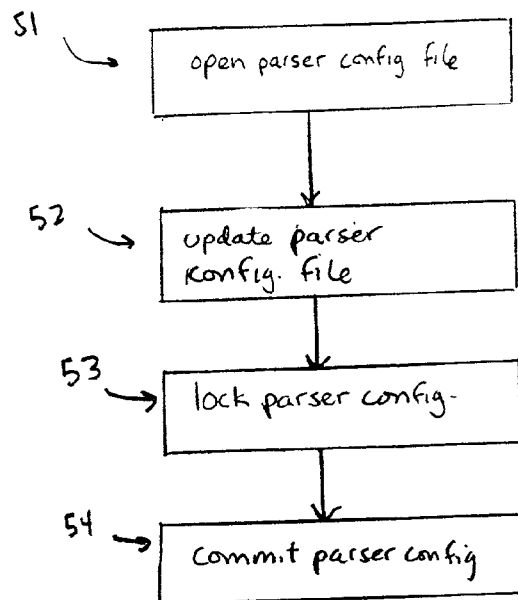 51
open parser config file
52
update parser
konfig. file
53
lock parser config.
54
commit parser config